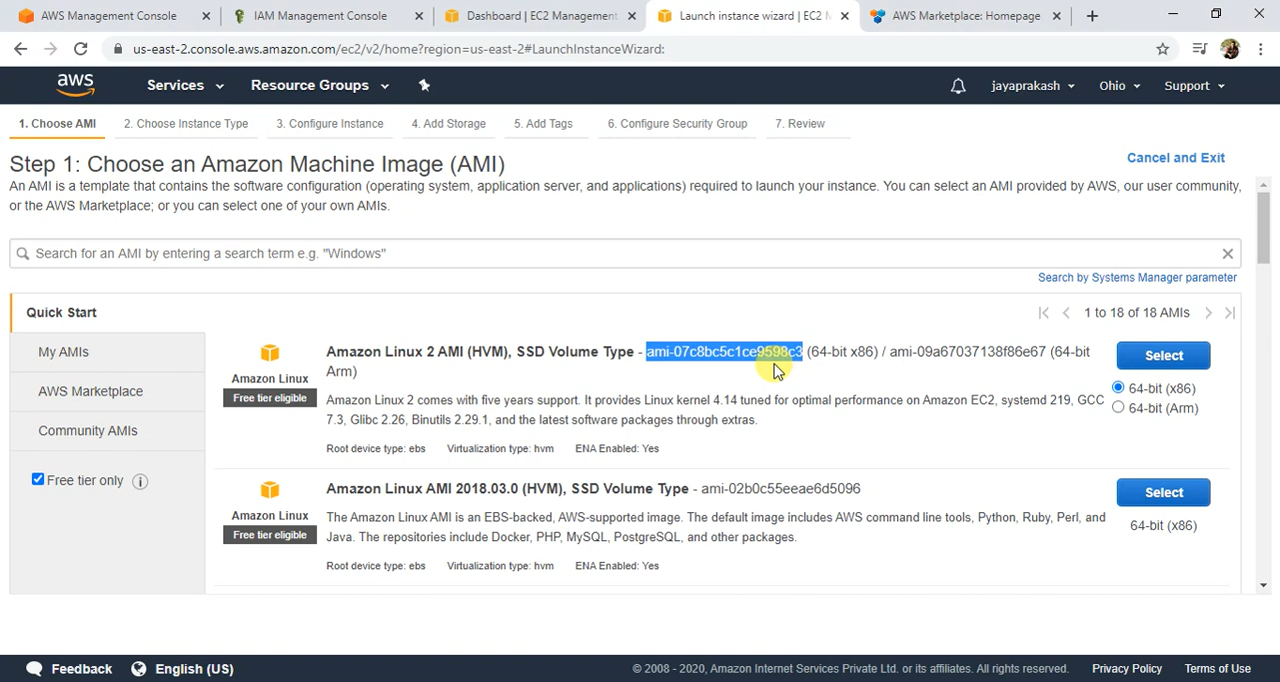 AWS Management Console
IAM Management Console
Dashboard | EC2 Management
Launch instance wizard | EC2 M
AWS Marketplace: Homepage
us-east-2.console.aws.amazon.com/ec2/v2/home?region=us-east-2#LaunchInstanceWizard:
aws Services Resource Groups jayaprakash Ohio Support
1. Choose AMI 2. Choose Instance Type 3. Configure Instance 4. Add Storage 5. Add Tags 6. Configure Security Group 7. Review
Step 1: Choose an Amazon Machine Image (AMI)
Cancel and Exit
An AMI is a template that contains the software configuration (operating system, application server, and applications) required to launch your instance. You can select an AMI provided by AWS, our user community,
or the AWS Marketplace; or you can select one of your own AMIs.
Search for an AMI by entering a search term e.g. "Windows"
Search by Systems Manager parameter
Quick Start
1 to 18 of 18 AMIs
My AMIs
AWS Marketplace
Community AMIs
Free tier only
Amazon Linux
Free tier eligible
Amazon Linux 2 AMI (HVM), SSD Volume Type - ami-07c8bc5c1ce9598c3 (64-bit x86) / ami-09a67037138f86e67 (64-bit
Arm)
Amazon Linux 2 comes with five years support. It provides Linux kernel 4.14 tuned for optimal performance on Amazon EC2, systemd 219, GCC
7.3, Glibc 2.26, Binutils 2.29.1, and the latest software packages through extras.
Root device type: ebs Virtualization type: hvm ENA Enabled: Yes
Select
64-bit (x86)
64-bit (Arm)
Amazon Linux
Free tier eligible
Amazon Linux AMI 2018.03.0 (HVM), SSD Volume Type - ami-02b0c55eeae6d5096
The Amazon Linux AMI is an EBS-backed, AWS-supported image. The default image includes AWS command line tools, Python, Ruby, Perl, and
Java. The repositories include Docker, PHP, MySQL, PostgreSQL, and other packages.
Root device type: ebs Virtualization type: hvm ENA Enabled: Yes
Select
64-bit (x86)
Feedback English (US) © 2008 - 2020, Amazon Internet Services Private Ltd. or its affiliates. All rights reserved. Privacy Policy Terms of Use